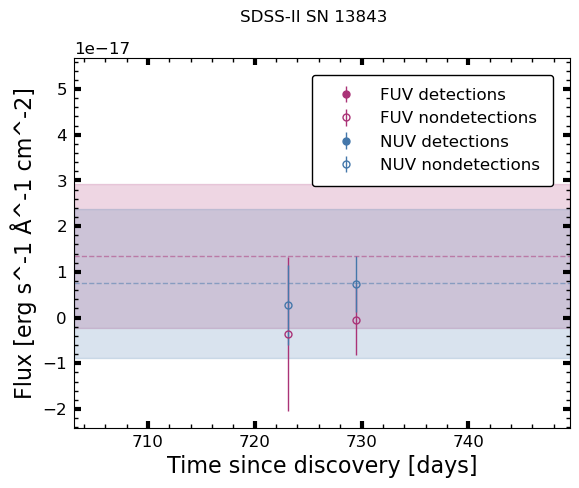 SDSS-II SN 13843
1e−17
Flux [erg s^-1 Å^-1 cm^-2]
5
4
3
2
1
0
−1
−2
FUV detections
FUV nondetections
NUV detections
NUV nondetections
710
720
730
740
Time since discovery [days]